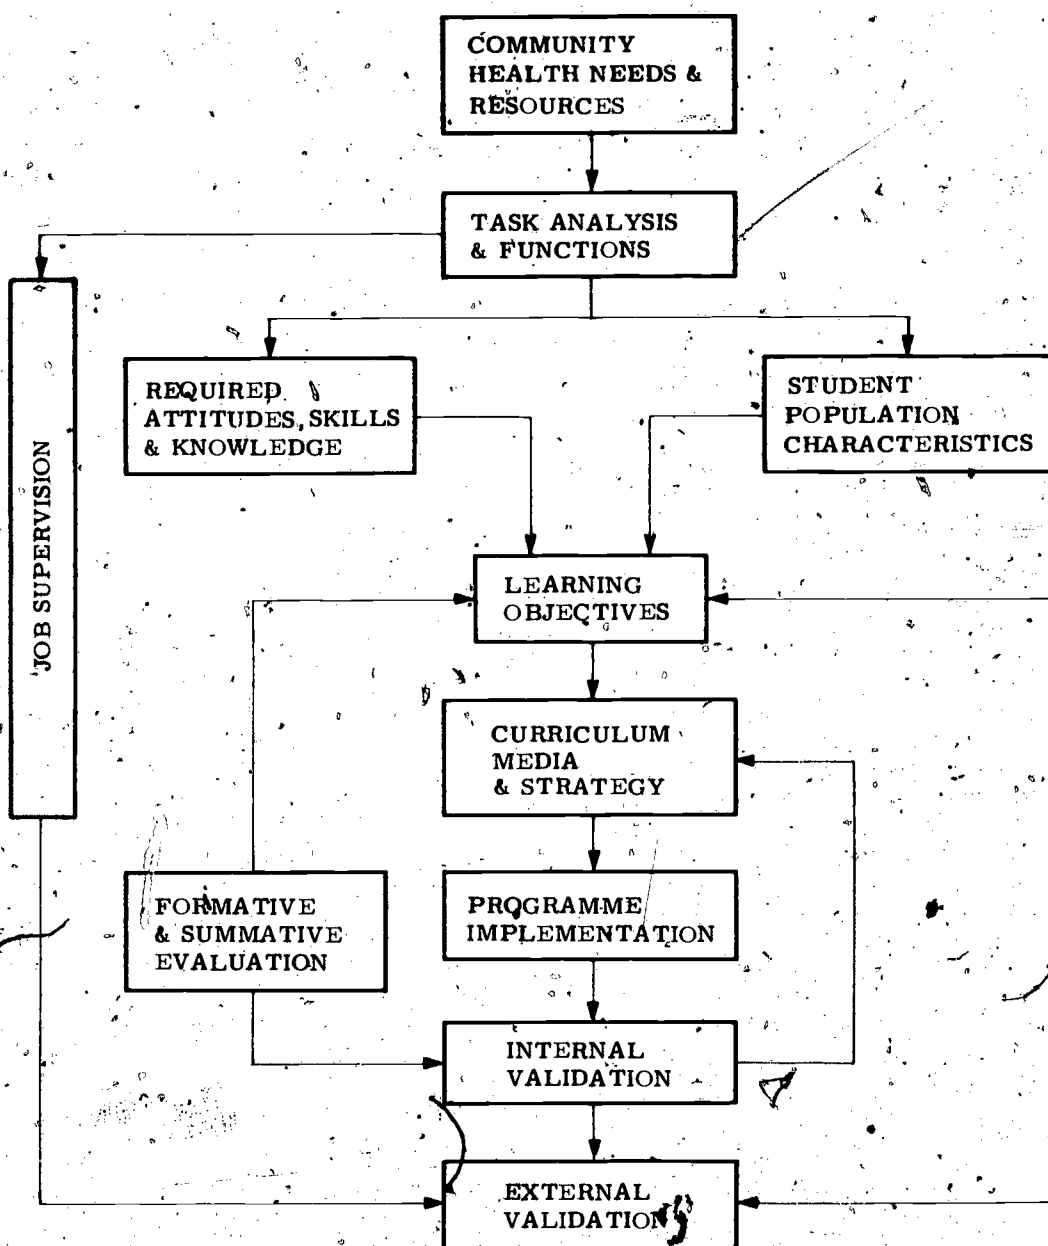 COMMUNITY
HEALTH NEEDS &
RESOURCES
TASK ANALYSIS
& FUNCTIONS
REQUIRED
ATTITUDES, SKILLS
& KNOWLEDGE
STUDENT
POPULATION
CHARACTERISTICS
JOB SUPERVISION
LEARNING
OBJECTIVES
CURRICULUM
MEDIA
& STRATEGY
FORMATIVE
& SUMMATIVE
EVALUATION
PROGRAMME
IMPLEMENTATION
INTERNAL
VALIDATION
EXTERNAL
VALIDATION